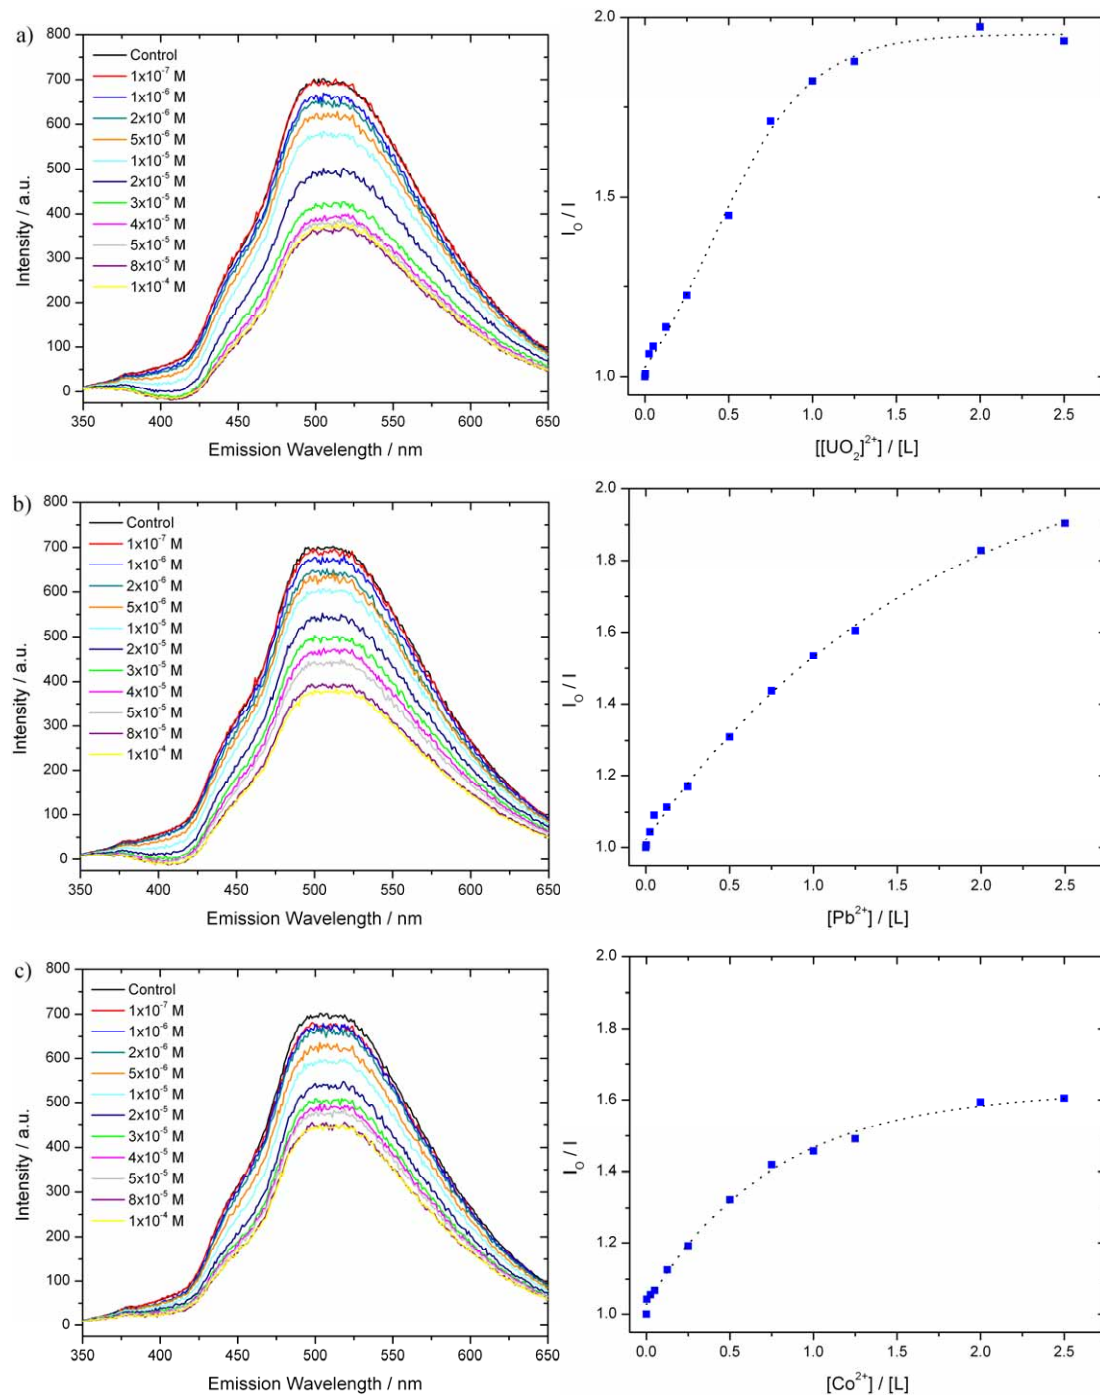 a)
800
700
600
500
400
300
200
100
0
Intensity / a.u.
Control
1x10⁻⁷ M
1x10⁻⁶ M
2x10⁻⁶ M
5x10⁻⁶ M
1x10⁻⁵ M
2x10⁻⁵ M
3x10⁻⁵ M
4x10⁻⁵ M
5x10⁻⁵ M
8x10⁻⁵ M
1x10⁻⁴ M
350 400 450 500 550 600 650
Emission Wavelength / nm
2.0
1.5
1.0
I_O / I
0.0 0.5 1.0 1.5 2.0 2.5
[[UO₂]²⁺] / [L]
b)
800
700
600
500
400
300
200
100
0
Intensity / a.u.
Control
1x10⁻⁷ M
1x10⁻⁶ M
2x10⁻⁶ M
5x10⁻⁶ M
1x10⁻⁵ M
2x10⁻⁵ M
3x10⁻⁵ M
4x10⁻⁵ M
5x10⁻⁵ M
8x10⁻⁵ M
1x10⁻⁴ M
350 400 450 500 550 600 650
Emission Wavelength / nm
2.0
1.8
1.6
1.4
1.2
1.0
I_O / I
0.0 0.5 1.0 1.5 2.0 2.5
[Pb²⁺] / [L]
c)
800
700
600
500
400
300
200
100
0
Intensity / a.u.
Control
1x10⁻⁷ M
1x10⁻⁶ M
2x10⁻⁶ M
5x10⁻⁶ M
1x10⁻⁵ M
2x10⁻⁵ M
3x10⁻⁵ M
4x10⁻⁵ M
5x10⁻⁵ M
8x10⁻⁵ M
1x10⁻⁴ M
350 400 450 500 550 600 650
Emission Wavelength / nm
2.0
1.8
1.6
1.4
1.2
1.0
I_O / I
0.0 0.5 1.0 1.5 2.0 2.5
[Co²⁺] / [L]